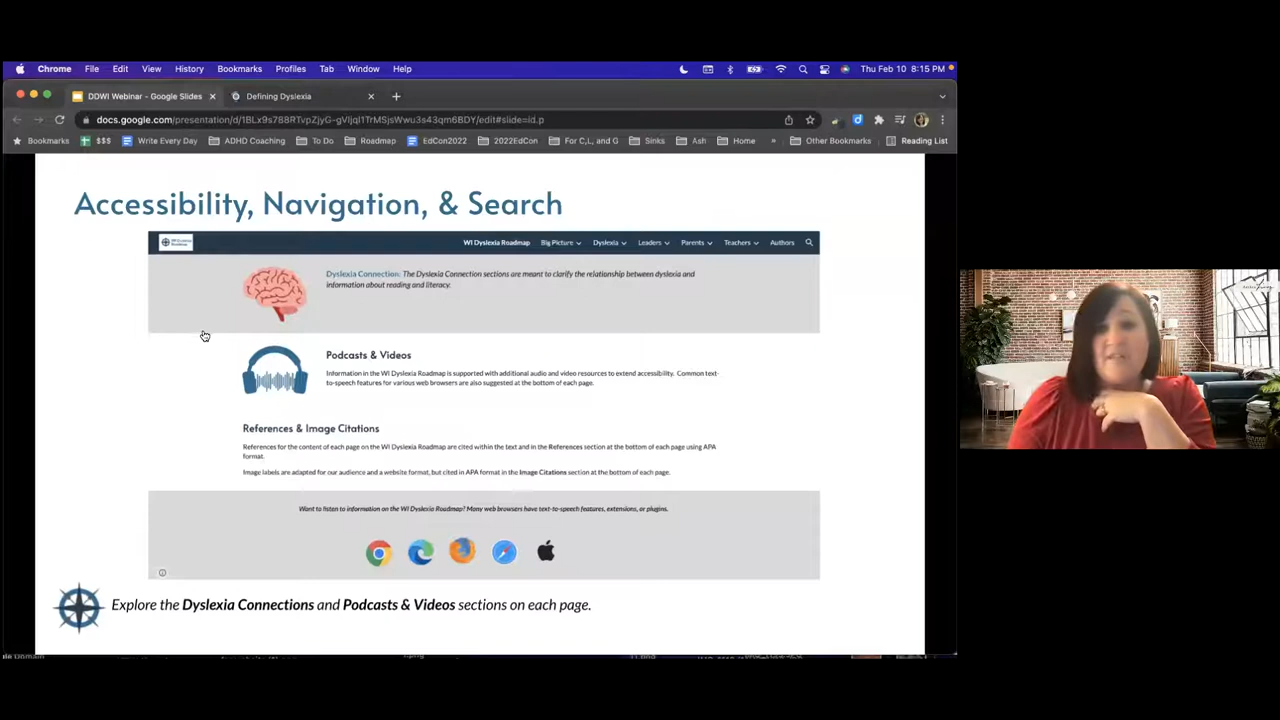 Chrome File Edit View History Bookmarks Profiles Tab Window Help Thu Feb 10 8:15 PM
DDWI Webinar - Google Slides Defining Dyslexia
Bookmarks $$$ Write Every Day ADHD Coaching To Do Roadmap EdCon2022 2022EdCon For C,L, and G Sinks Ash Home » Other Bookmarks Reading List
Accessibility, Navigation, & Search
WI Dyslexia Roadmap Big Picture Dyslexia Leaders Parents Teachers Authors
Dyslexia Connection: The Dyslexia Connection sections are meant to clarify the relationship between dyslexia and
information about reading and literacy.
Podcasts & Videos
Information in the WI Dyslexia Roadmap is supported with additional audio and video resources to extend accessibility. Common text-
to-speech features for various web browsers are also suggested at the bottom of each page.
References & Image Citations
References for the content of each page on the WI Dyslexia Roadmap are cited within the text and in the References section at the bottom of each page using APA
format.
Image labels are adapted for our audience and a website format, but cited in APA format in the Image Citations section at the bottom of each page.
Want to listen to information on the WI Dyslexia Roadmap? Many web browsers have text-to-speech features, extensions, or plugins.
Explore the Dyslexia Connections and Podcasts & Videos sections on each page.